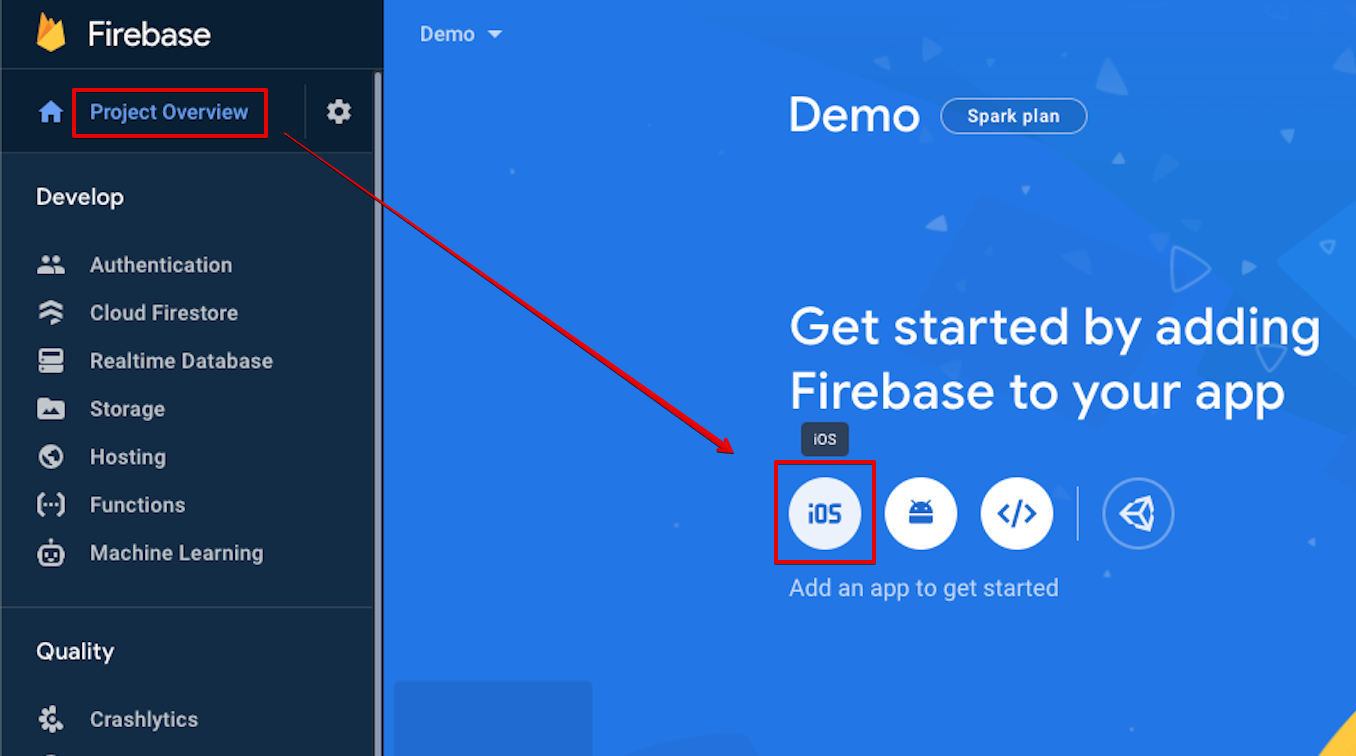 Firebase
Demo
Project Overview
Demo
Spark plan
Develop
Authentication
Cloud Firestore
Realtime Database
Storage
Hosting
Functions
Machine Learning
Quality
Crashlytics
Get started by adding
Firebase to your app
iOS
iOS
</>
Add an app to get started